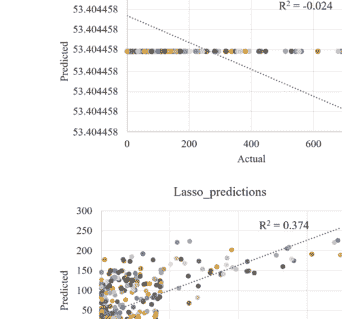 53.404458
R² = -0.024
53.404458
53.404458
53.404458
53.404458
53.404458
53.404458
Predicted
0 200 400 600
Actual
Lasso_predictions
300
R² = 0.374
250
200
150
100
50
Predicted